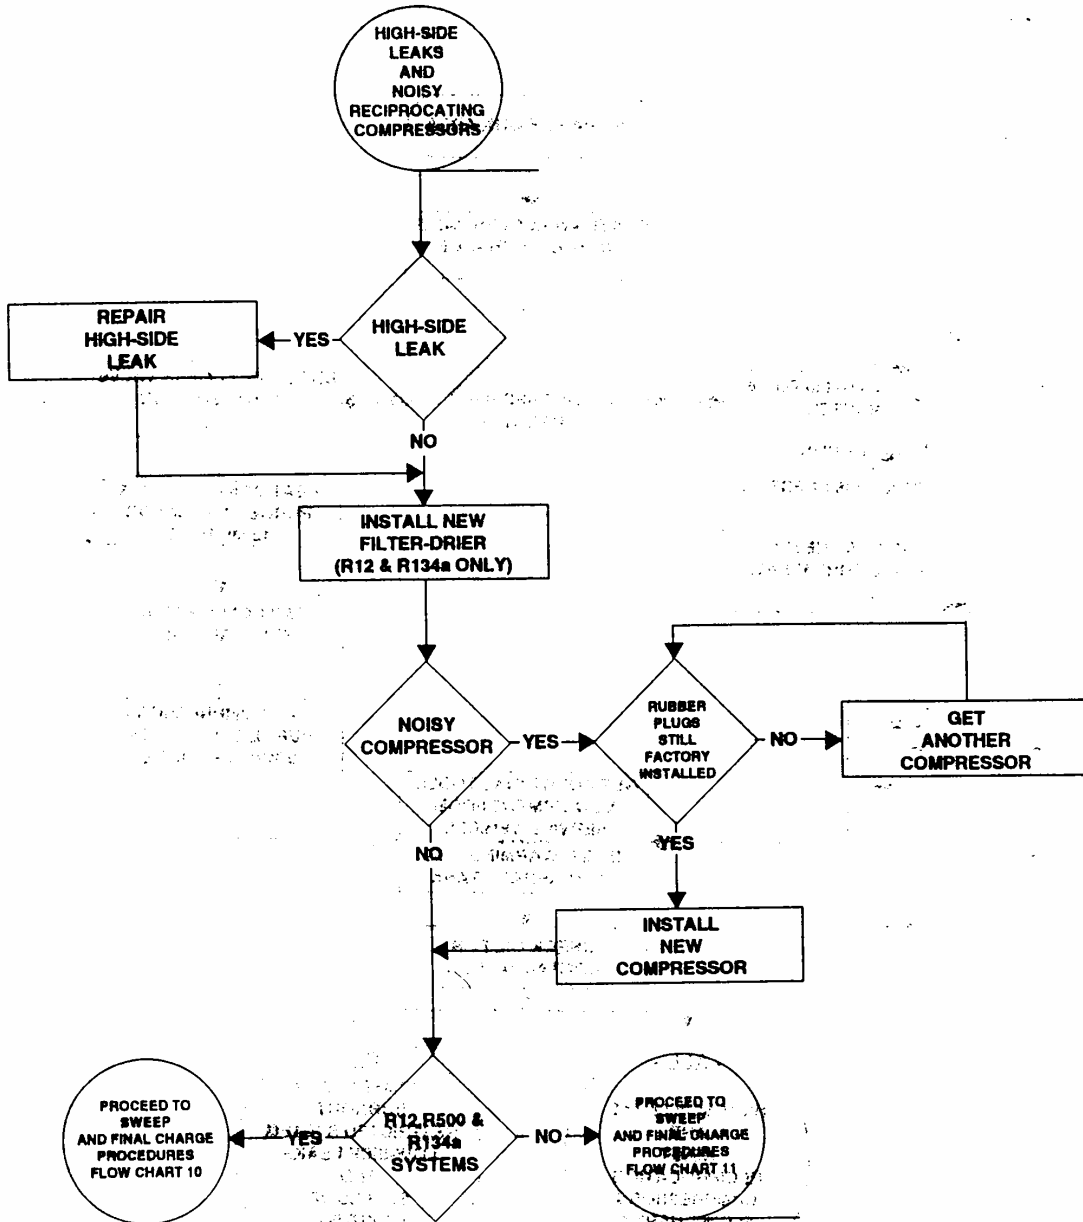 HIGH-SIDE
LEAKS
AND
NOISY
RECIPROCATING
COMPRESSORS
HIGH-SIDE
LEAK
YES
REPAIR
HIGH-SIDE
LEAK
NO
INSTALL NEW
FILTER-DRIER
(R12 & R134a ONLY)
NOISY
COMPRESSOR
YES
RUBBER
PLUGS
STILL
FACTORY
INSTALLED
NO
GET
ANOTHER
COMPRESSOR
NO
YES
INSTALL
NEW
COMPRESSOR
R12,R500 &
R134a
SYSTEMS
YES
PROCEED TO
SWEEP
AND FINAL CHARGE
PROCEDURES
FLOW CHART 10
NO
PROCEED TO
SWEEP
AND FINAL CHARGE
PROCEDURES
FLOW CHART 11